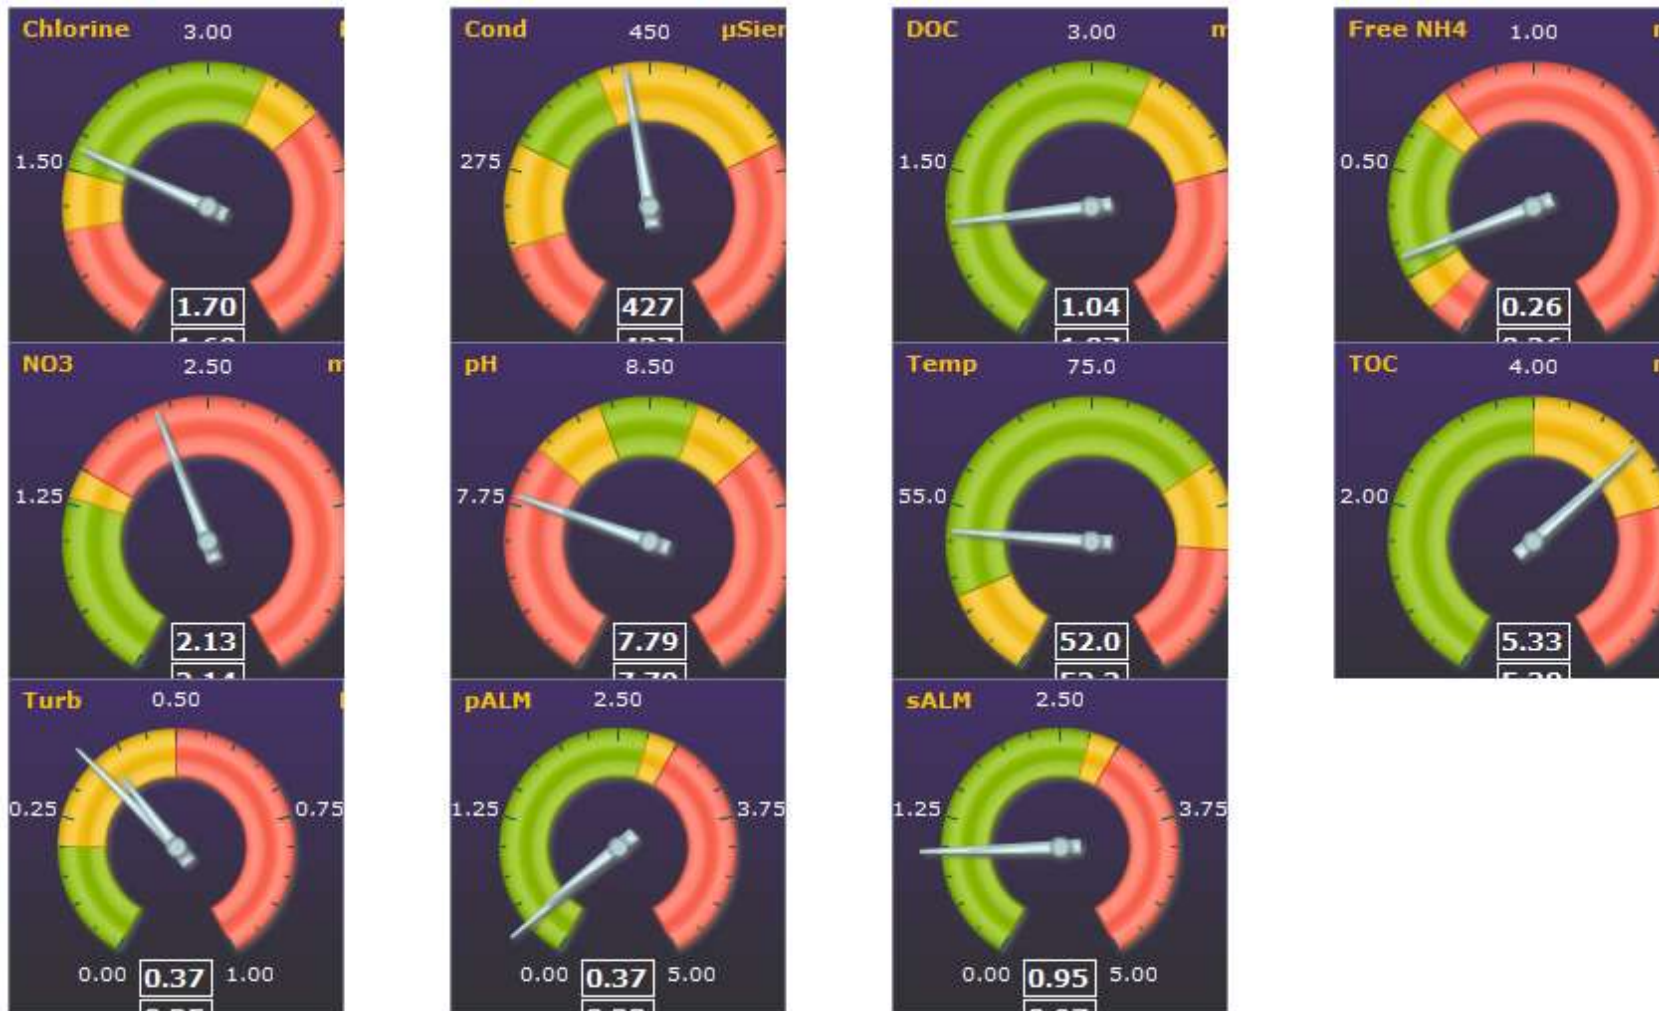 Chlorine 3.00
1.50
1.70
Cond 450 µSier
275
427
DOC 3.00
1.50
1.04
Free NH4 1.00
0.50
0.26
NO3 2.50
1.25
2.13
pH 8.50
7.75
7.79
Temp 75.0
55.0
52.0
TOC 4.00
2.00
5.33
Turb 0.50
0.25 0.75
0.00 0.37 1.00
pALM 2.50
1.25 3.75
0.00 0.37 5.00
sALM 2.50
1.25 3.75
0.00 0.95 5.00